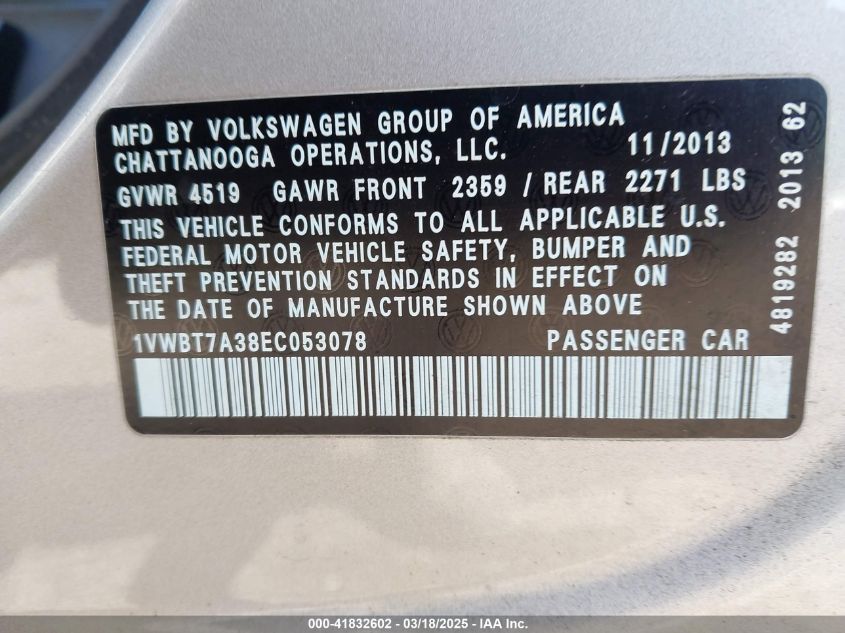 MFD BY VOLKSWAGEN GROUP OF AMERICA
CHATTANOOGA OPERATIONS, LLC. 11/2013
GVWR 4519 GAWR FRONT 2359 / REAR 2271 LBS
THIS VEHICLE CONFORMS TO ALL APPLICABLE U.S.
FEDERAL MOTOR VEHICLE SAFETY, BUMPER AND
THEFT PREVENTION STANDARDS IN EFFECT ON
THE DATE OF MANUFACTURE SHOWN ABOVE
1VWBT7A38EC053078 PASSENGER CAR
4819282 2013 62
000-41832602 - 03/18/2025 - IAA Inc.